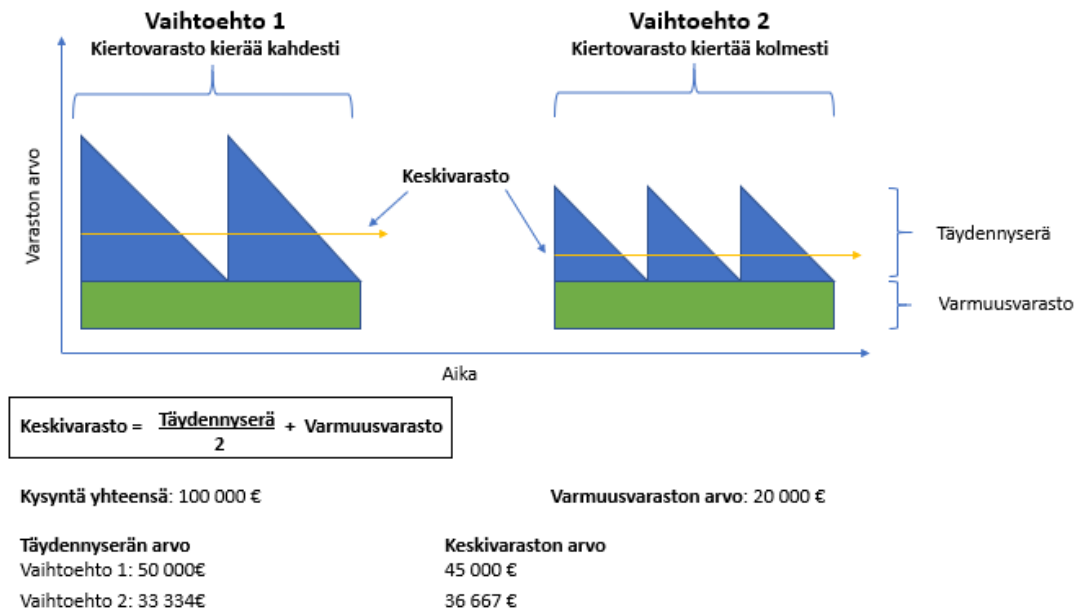 Vaihtoehto 1
Kiertovarasto kierää kahdesti
Vaihtoehto 2
Kiertovarasto kiertää kolmesti
Varaston arvo
Keskivarasto
Täydennyserä
Varmuusvarasto
Aika
Keskivarasto = Täydennyserä + Varmuusvarasto
2
Kysyntä yhteensä: 100 000 €
Varmuusvaraston arvo: 20 000 €
Täydennyserän arvo
Keskivaraston arvo
Vaihtoehto 1: 50 000€
45 000 €
Vaihtoehto 2: 33 334€
36 667 €